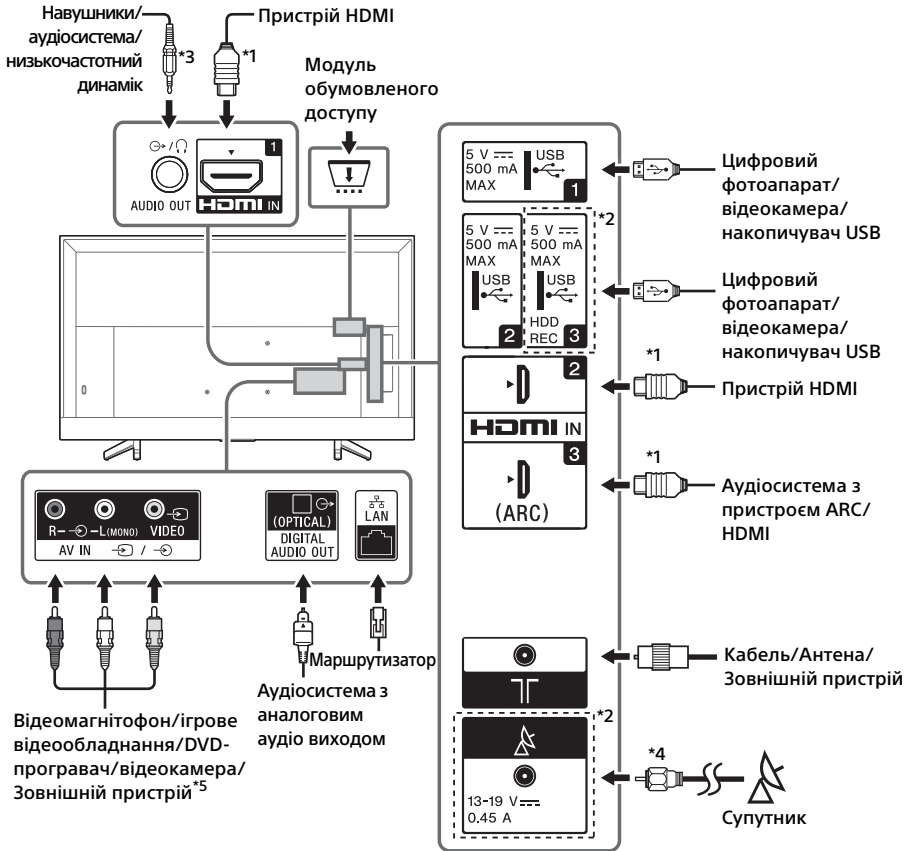 Навушники/
аудіосистема/
низькочастотний
динамік
*3
Пристрій HDMI
*1
Модуль
обумовленого
доступу
AUDIO OUT
1
HDMI IN
5 V
500 mA
MAX
USB
1
Цифровий
фотоапарат/
відеокамера/
накопичувач USB
*2
5 V
500 mA
MAX
USB
2
5 V
500 mA
MAX
USB
HDD
REC 3
Цифровий
фотоапарат/
відеокамера/
накопичувач USB
2
*1
Пристрій HDMI
HDMI IN
3
(ARC)
*1
Аудіосистема з
пристроєм ARC/
HDMI
R- -L(MONO) VIDEO
AV IN /
(OPTICAL)
DIGITAL
AUDIO OUT
LAN
Маршрутизатор
Аудіосистема з
аналоговим
аудіо виходом
Відеомагнітофон/ігрове
відеообладнання/DVD-
програвач/відеокамера/
Зовнішній пристрій*5
Кабель/Антена/
Зовнішній пристрій
*2
13-19 V
0.45 A
*4
Супутник